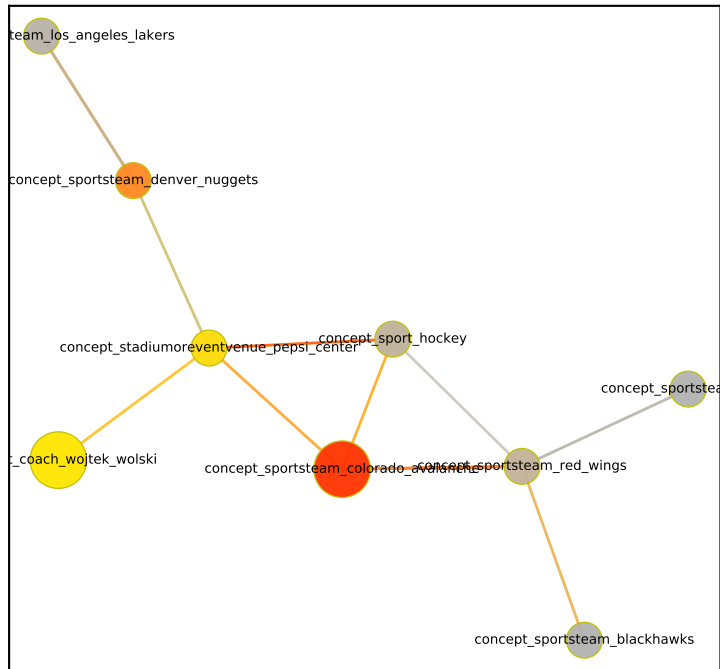 team_los_angeles_lakers
concept_sportsteam_denver_nuggets
concept_sport_hockey
concept_stadiumoreventvenue_pepsi_center
concept_sportstea
t_coach_wojtek_wolski
concept_sportsteam_colorado_avalanche
concept_sportsteam_red_wings
concept_sportsteam_blackhawks